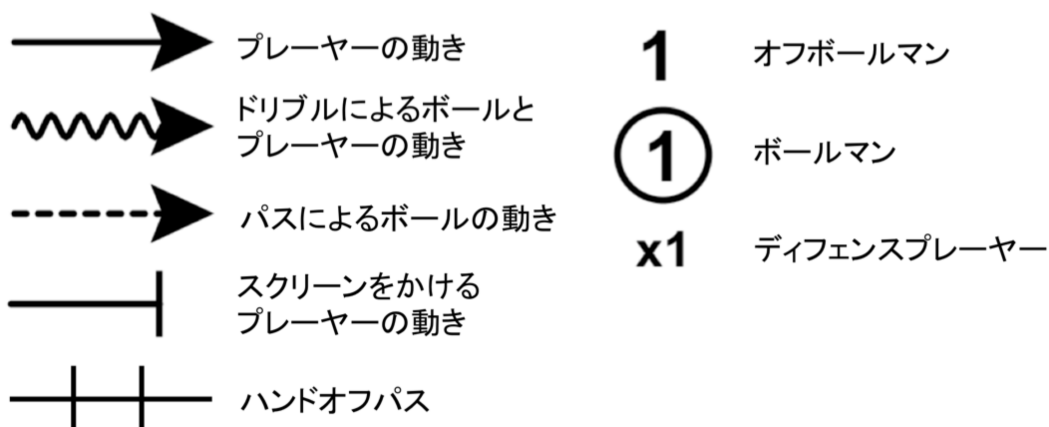 プレーヤーの動き
ドリブルによるボールと
プレーヤーの動き
パスによるボールの動き
スクリーンをかける
プレーヤーの動き
ハンドオフパス
1 オフボールマン
1 ボールマン
x1 ディフェンスプレーヤー